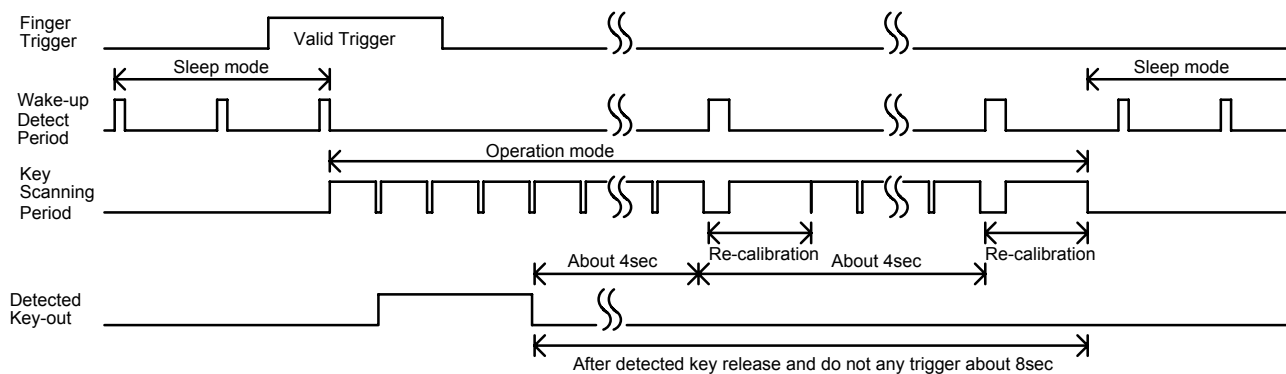 Finger
Trigger
Valid Trigger
Sleep mode
Sleep mode
Wake-up
Detect
Period
Operation mode
Key
Scanning
Period
Re-calibration
Re-calibration
About 4sec
About 4sec
Detected
Key-out
After detected key release and do not any trigger about 8sec